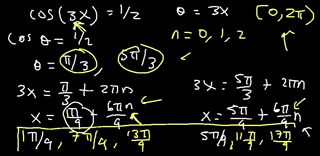 cos(3x) = 1/2 θ = 3x [0,2π)
cos θ = 1/2 n = 0, 1, 2
θ = π/3, 5π/3
3x = π/3 + 2πn 3x = 5π/3 + 2πn
x = π/9 + 6πn/9 x = 5π/9 + 6πn/9
1π/9, 7π/9, 13π/9 5π/9, 11π/9, 17π/9